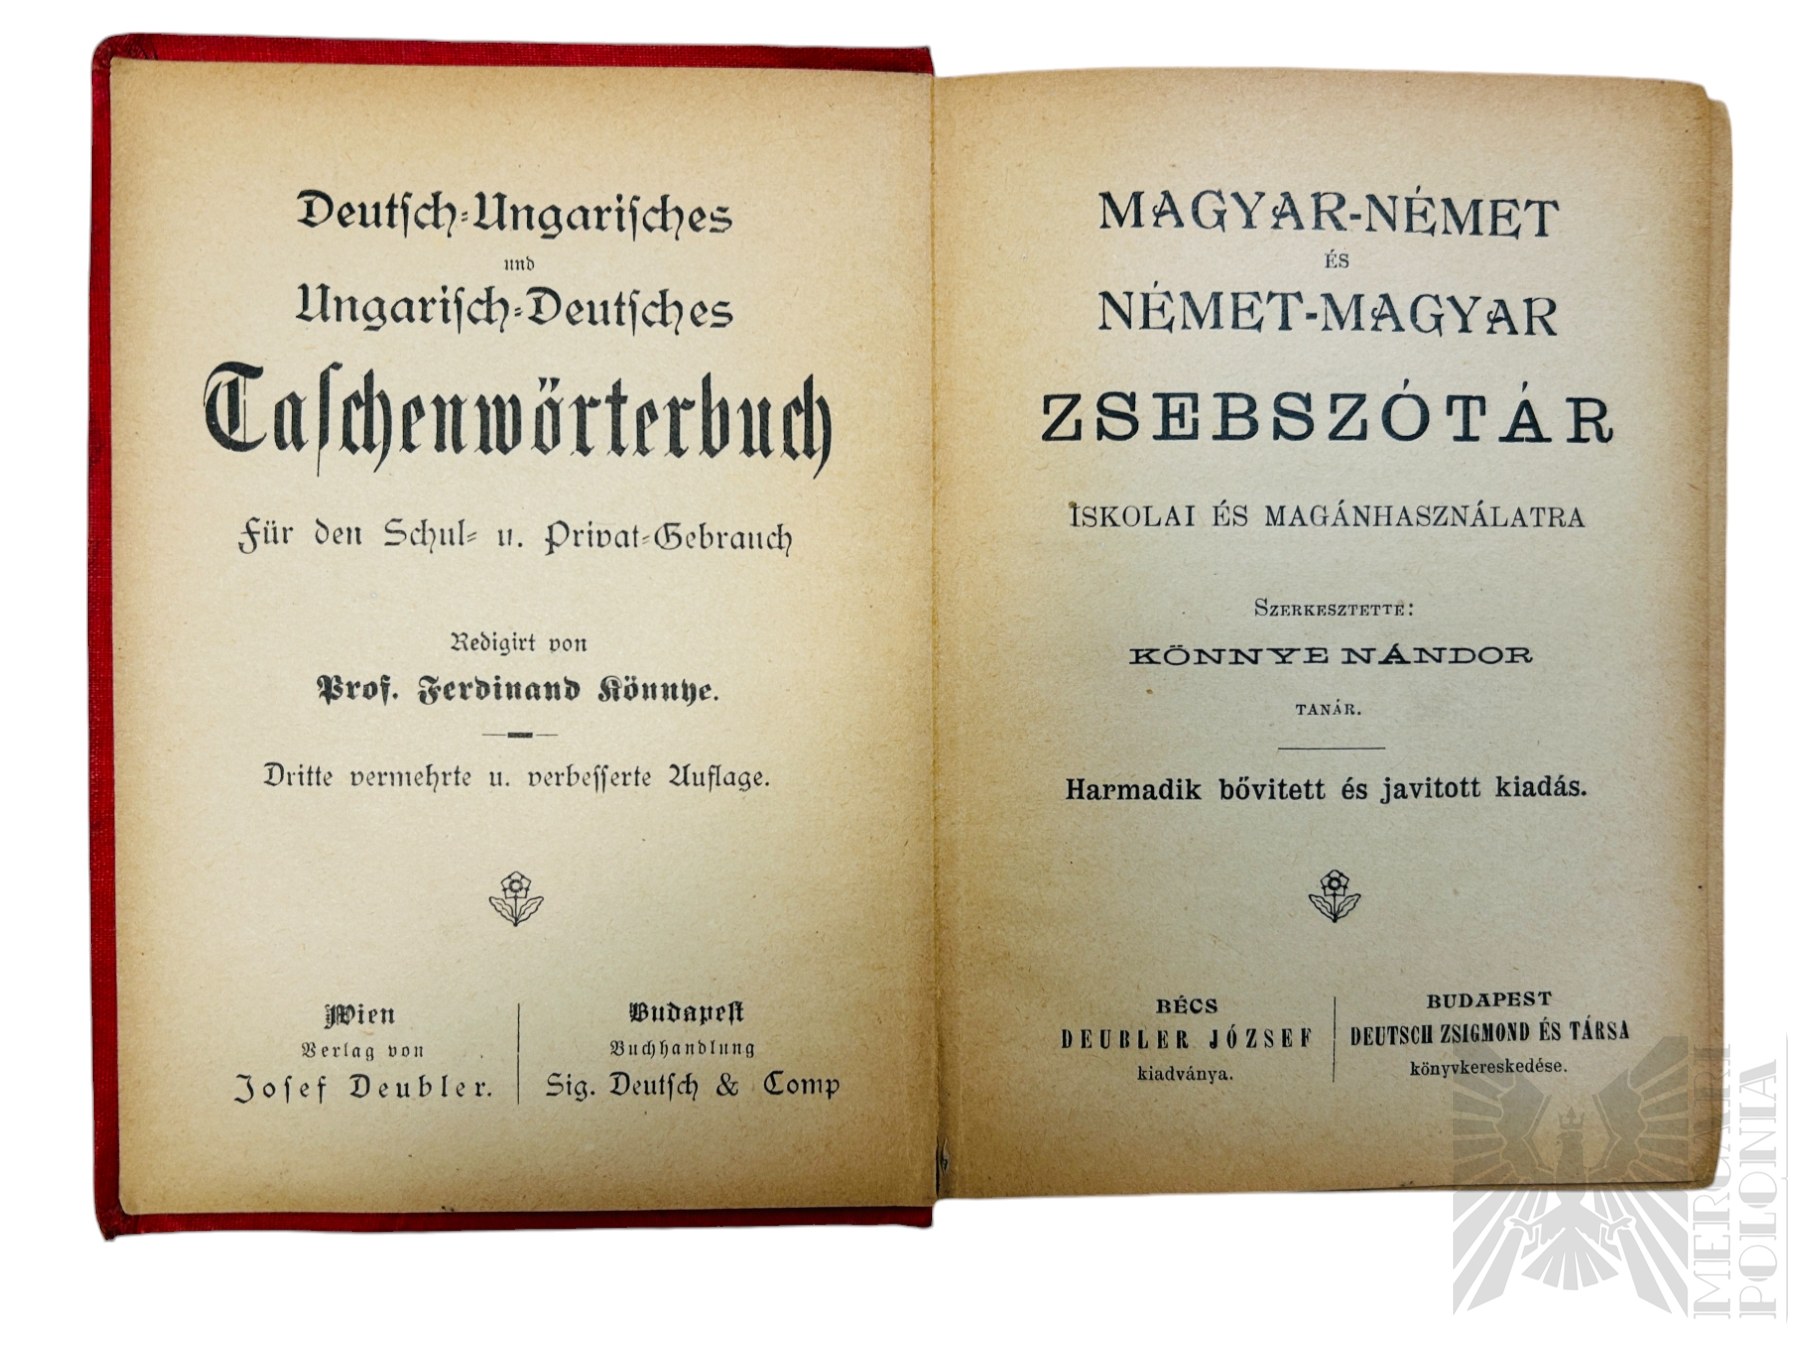 Deutſch-Ungariſches
und
Ungariſch-Deutſches
Taſchenwörterbuch
Für den Schul- u. Privat-Gebrauch
Redigirt von
Prof. Ferdinand Könnye.
Dritte vermehrte u. verbeſſerte Auflage.
Wien
Verlag von
Joſef Deubler.
Budapeſt
Buchhandlung
Sig. Deutſch & Comp
MAGYAR-NÉMET
ÉS
NÉMET-MAGYAR
ZSEBSZÓTÁR
ISKOLAI ÉS MAGÁNHASZNÁLATRA
SZERKESZTETTE:
KÖNNYE NÁNDOR
TANÁR.
Harmadik bővitett és javitott kiadás.
BÉCS
DEUBLER JÓZSEF
kiadványa.
BUDAPEST
DEUTSCH ZSIGMOND ÉS TÁRSA
könyvkereskedése.
MERCARI
POLONIA